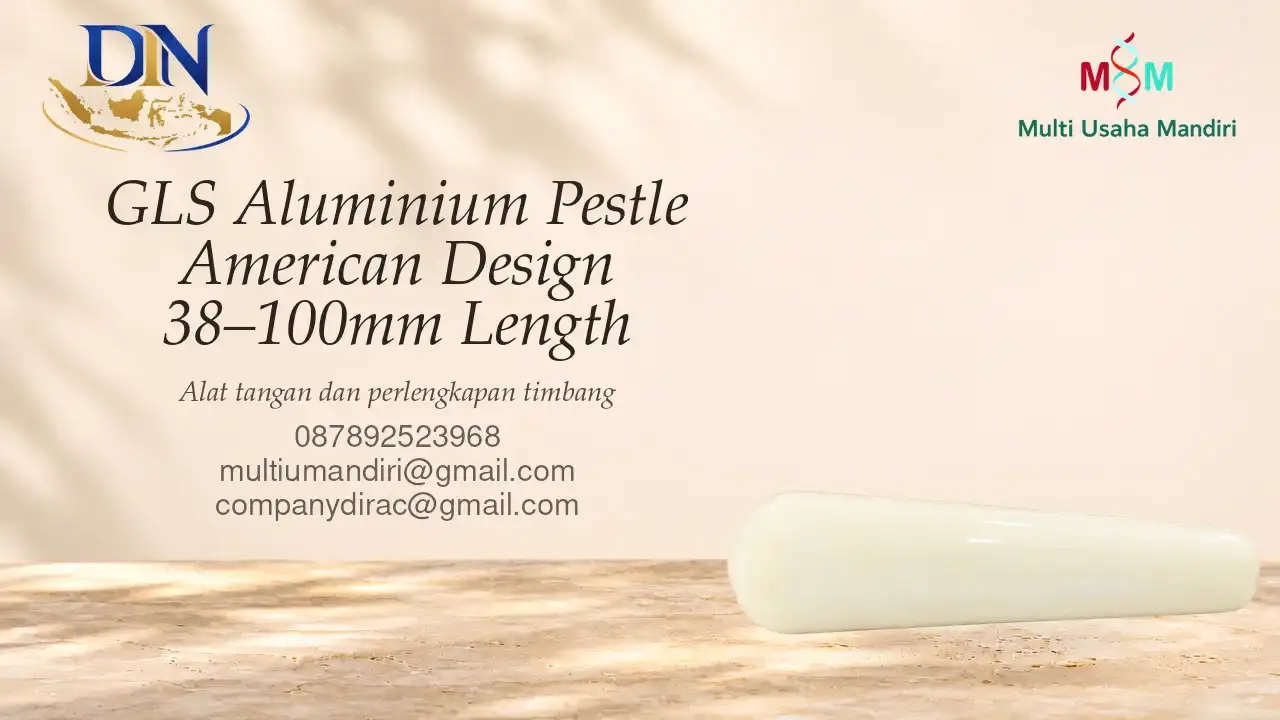 DIN
MSM
Multi Usaha Mandiri
GLS Aluminium Pestle
American Design
38–100mm Length
Alat tangan dan perlengkapan timbang
087892523968
multiumandiri@gmail.com
companydirac@gmail.com